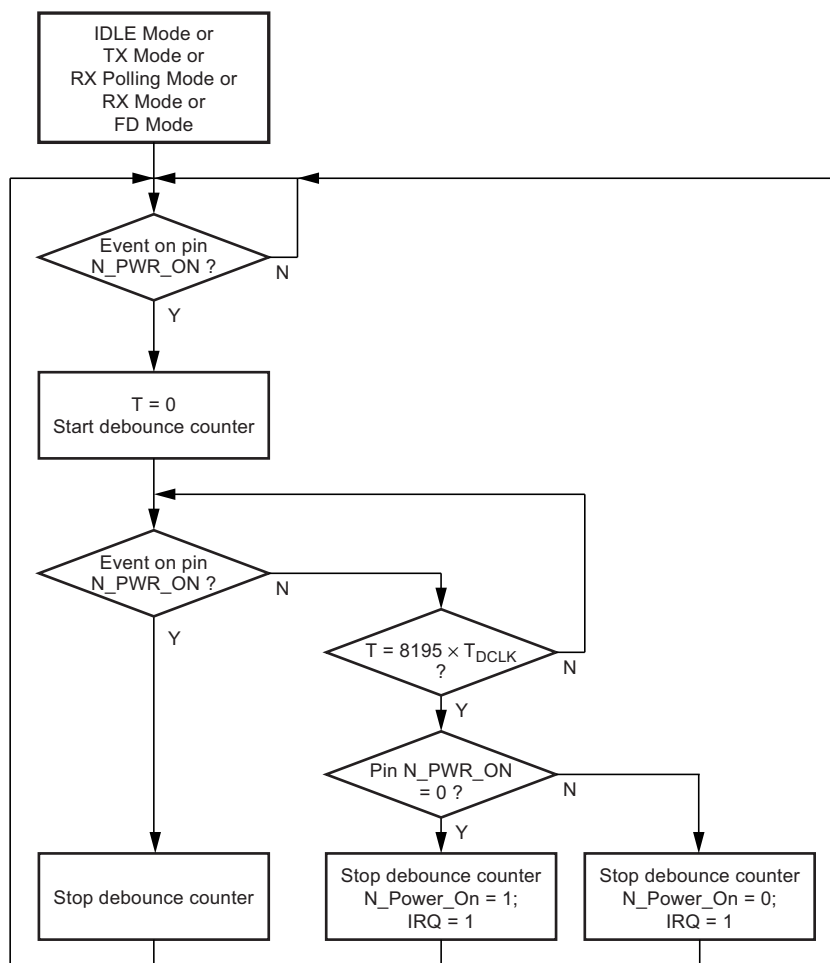 IDLE Mode or
TX Mode or
RX Polling Mode or
RX Mode or
FD Mode
Event on pin
N_PWR_ON ?
N
Y
T = 0
Start debounce counter
Event on pin
N_PWR_ON ?
N
Y
T = 8195 × T_DCLK
?
N
Y
Pin N_PWR_ON
= 0 ?
N
Y
Stop debounce counter
Stop debounce counter
N_Power_On = 1;
IRQ = 1
Stop debounce counter
N_Power_On = 0;
IRQ = 1